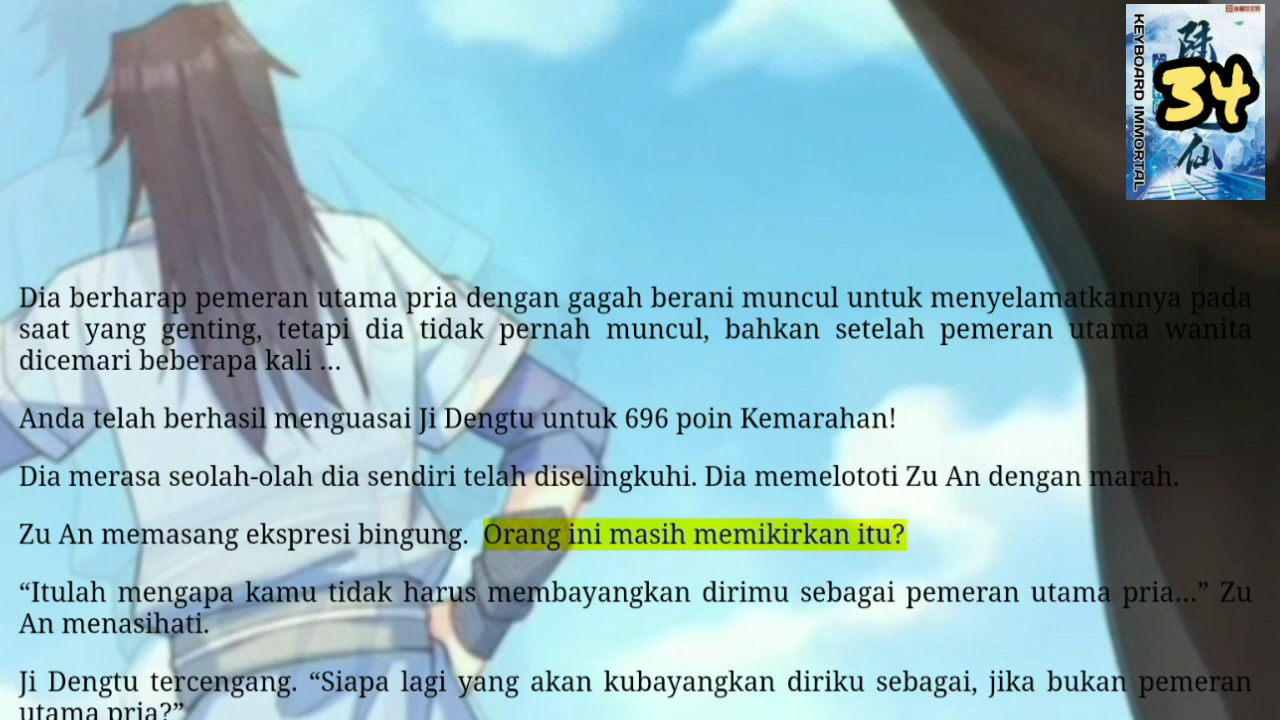 KEYBOARD IMMORTAL
34
仙
Dia berharap pemeran utama pria dengan gagah berani muncul untuk menyelamatkannya pada
saat yang genting, tetapi dia tidak pernah muncul, bahkan setelah pemeran utama wanita
dicemari beberapa kali ...
Anda telah berhasil menguasai Ji Dengtu untuk 696 poin Kemarahan!
Dia merasa seolah-olah dia sendiri telah diselingkuhi. Dia memelototi Zu An dengan marah.
Zu An memasang ekspresi bingung. Orang ini masih memikirkan itu?
“Itulah mengapa kamu tidak harus membayangkan dirimu sebagai pemeran utama pria...” Zu
An menasihati.
Ji Dengtu tercengang. “Siapa lagi yang akan kubayangkan diriku sebagai, jika bukan pemeran
utama pria?”